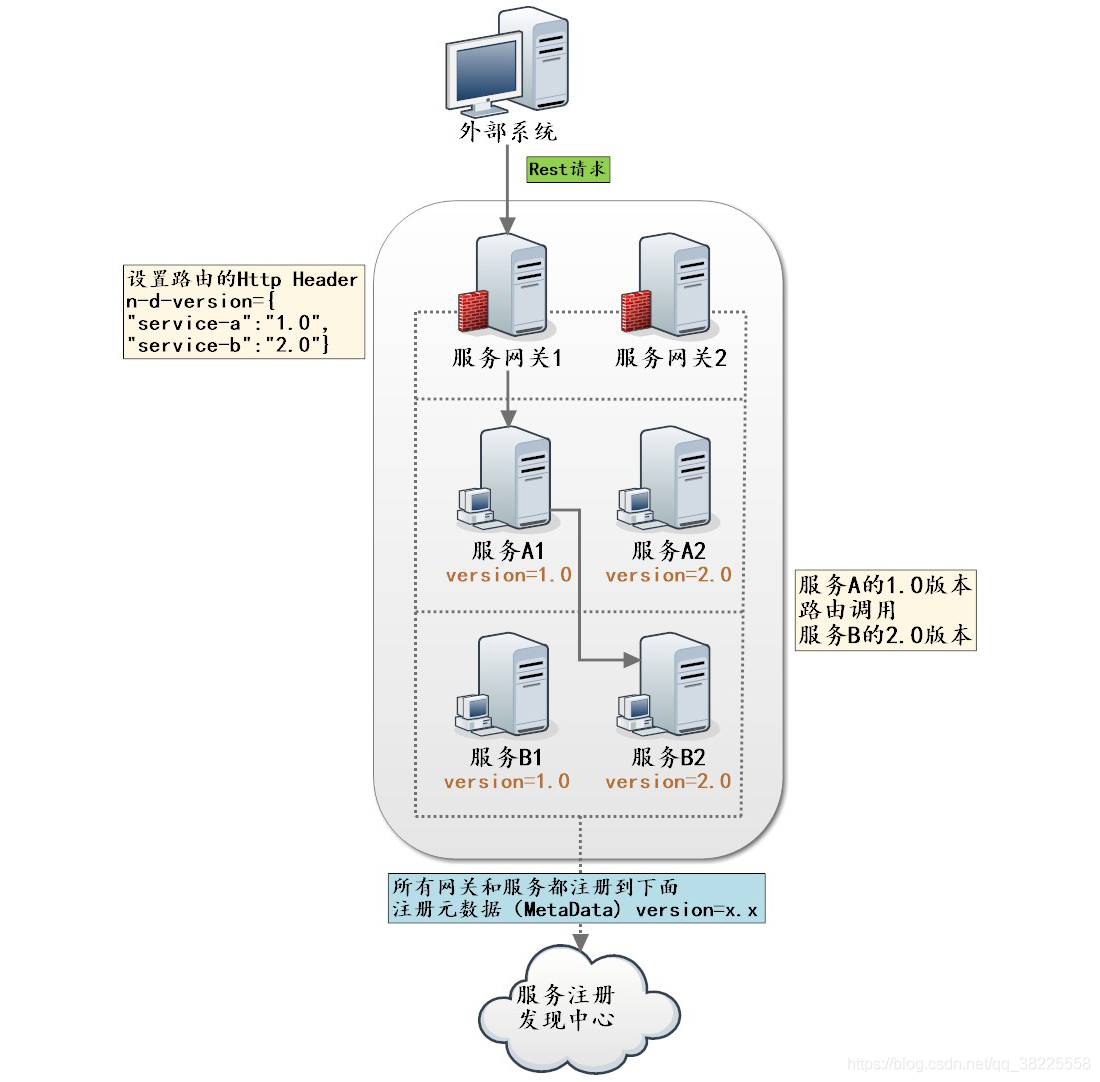 外部系统
Rest请求
设置路由的Http Header
n-d-version={
"service-a":"1.0",
"service-b":"2.0"}
服务网关1
服务网关2
服务A1
version=1.0
服务A2
version=2.0
服务A的1.0版本
路由调用
服务B的2.0版本
服务B1
version=1.0
服务B2
version=2.0
所有网关和服务都注册到下面
注册元数据（MetaData）version=x.x
服务注册
发现中心
https://blog.csdn.net/qq_38225558